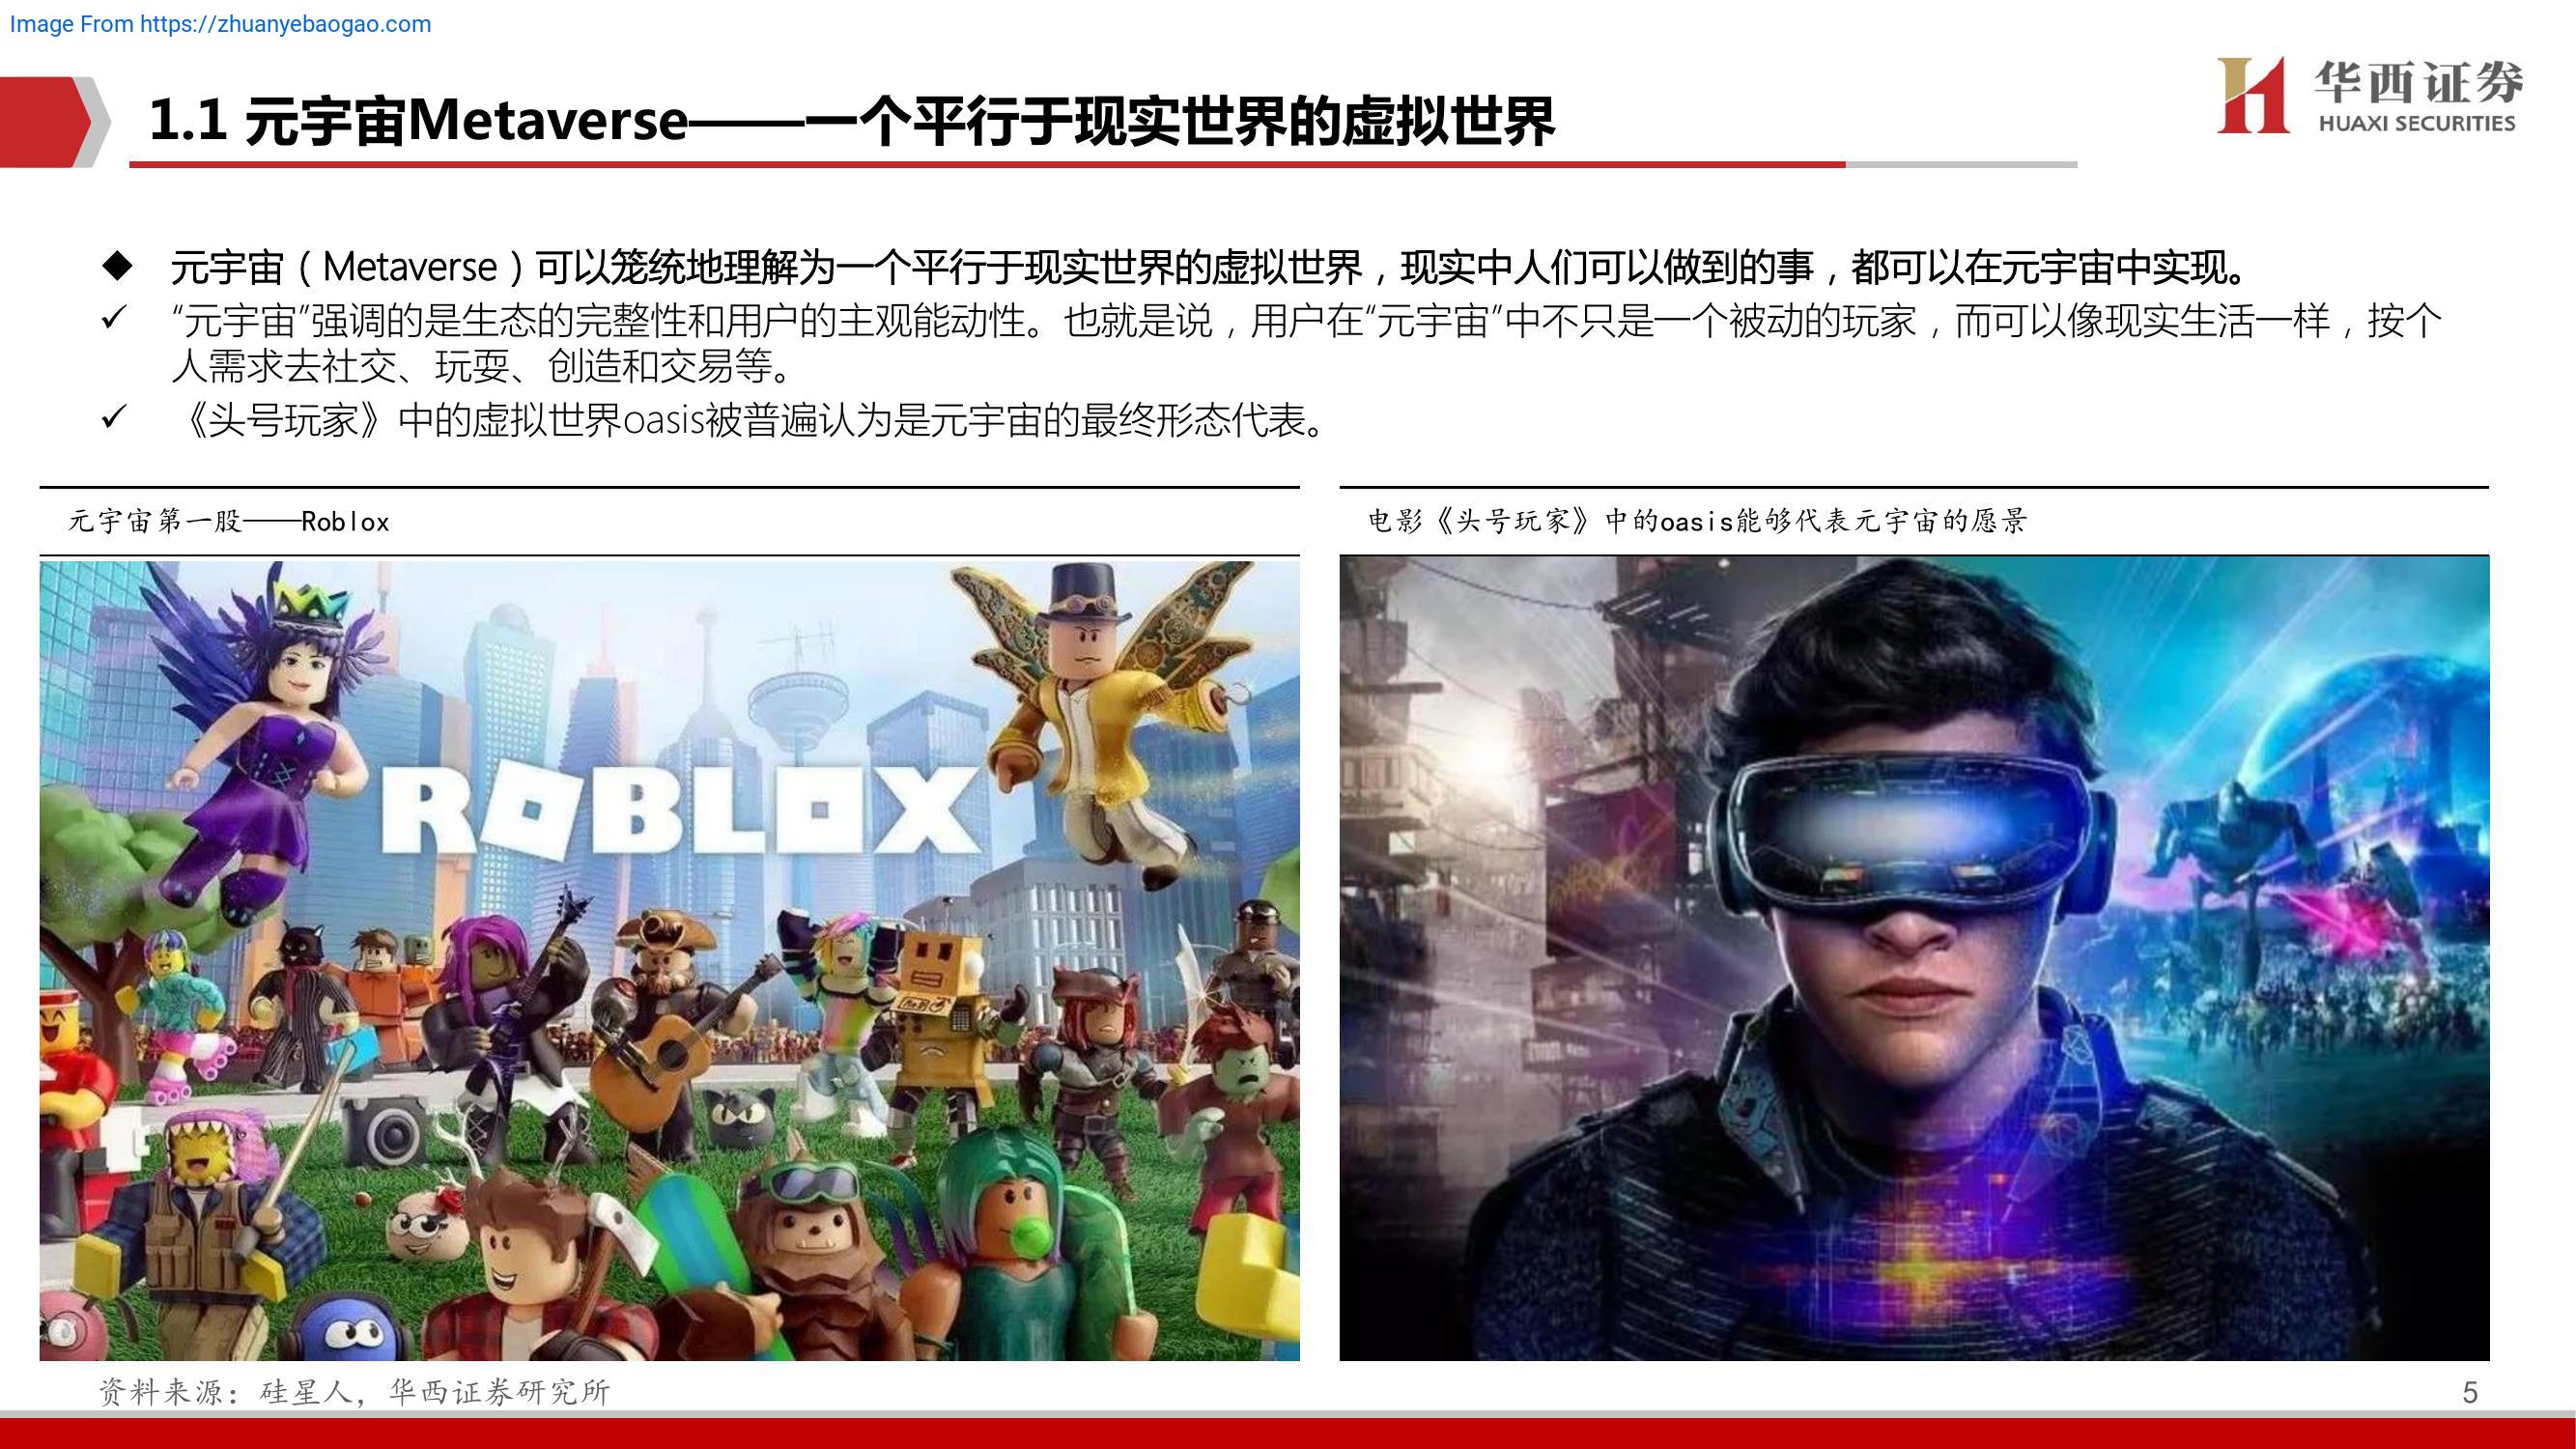 Image From https://zhuanyebaogao.com
华西证券
HUAXI SECURITIES
1.1 元宇宙Metaverse——一个平行于现实世界的虚拟世界
元宇宙（Metaverse）可以笼统地理解为一个平行于现实世界的虚拟世界，现实中人们可以做到的事，都可以在元宇宙中实现。
“元宇宙”强调的是生态的完整性和用户的主观能动性。也就是说，用户在“元宇宙”中不只是一个被动的玩家，而可以像现实生活一样，按个
人需求去社交、玩耍、创造和交易等。
《头号玩家》中的虚拟世界oasis被普遍认为是元宇宙的最终形态代表。
元宇宙第一股——Roblox
电影《头号玩家》中的oasis能够代表元宇宙的愿景
ROBLOX
资料来源：硅星人，华西证券研究所
5